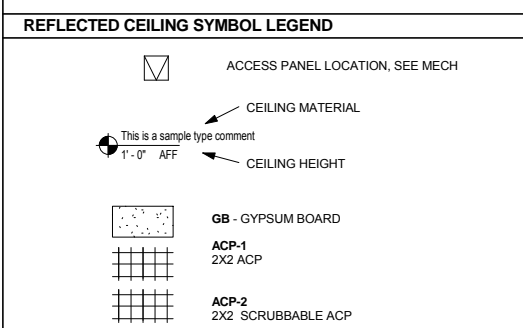 REFLECTED CEILING SYMBOL LEGEND
ACCESS PANEL LOCATION, SEE MECH
CEILING MATERIAL
This is a sample type comment
1' - 0" AFF
CEILING HEIGHT
GB - GYPSUM BOARD
ACP-1
2X2 ACP
ACP-2
2X2 SCRUBBABLE ACP